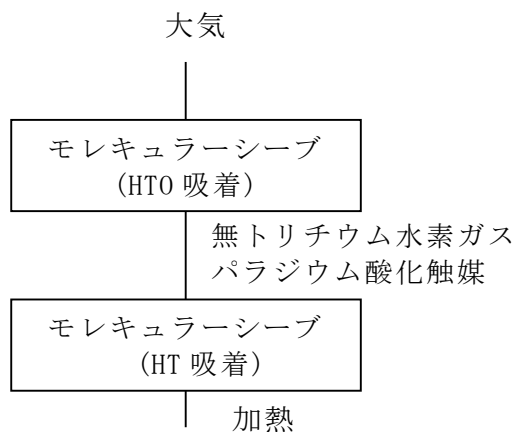 大気
モレキュラーシーブ
(HTO 吸着)
無トリチウム水素ガス
パラジウム酸化触媒
モレキュラーシーブ
(HT 吸着)
加熱